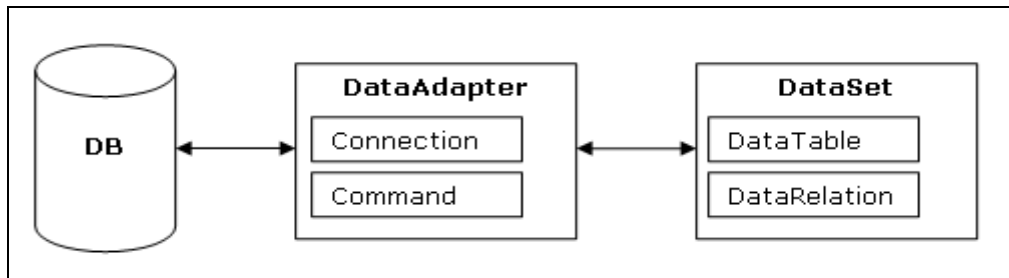 DB
DataAdapter
Connection
Command
DataSet
DataTable
DataRelation